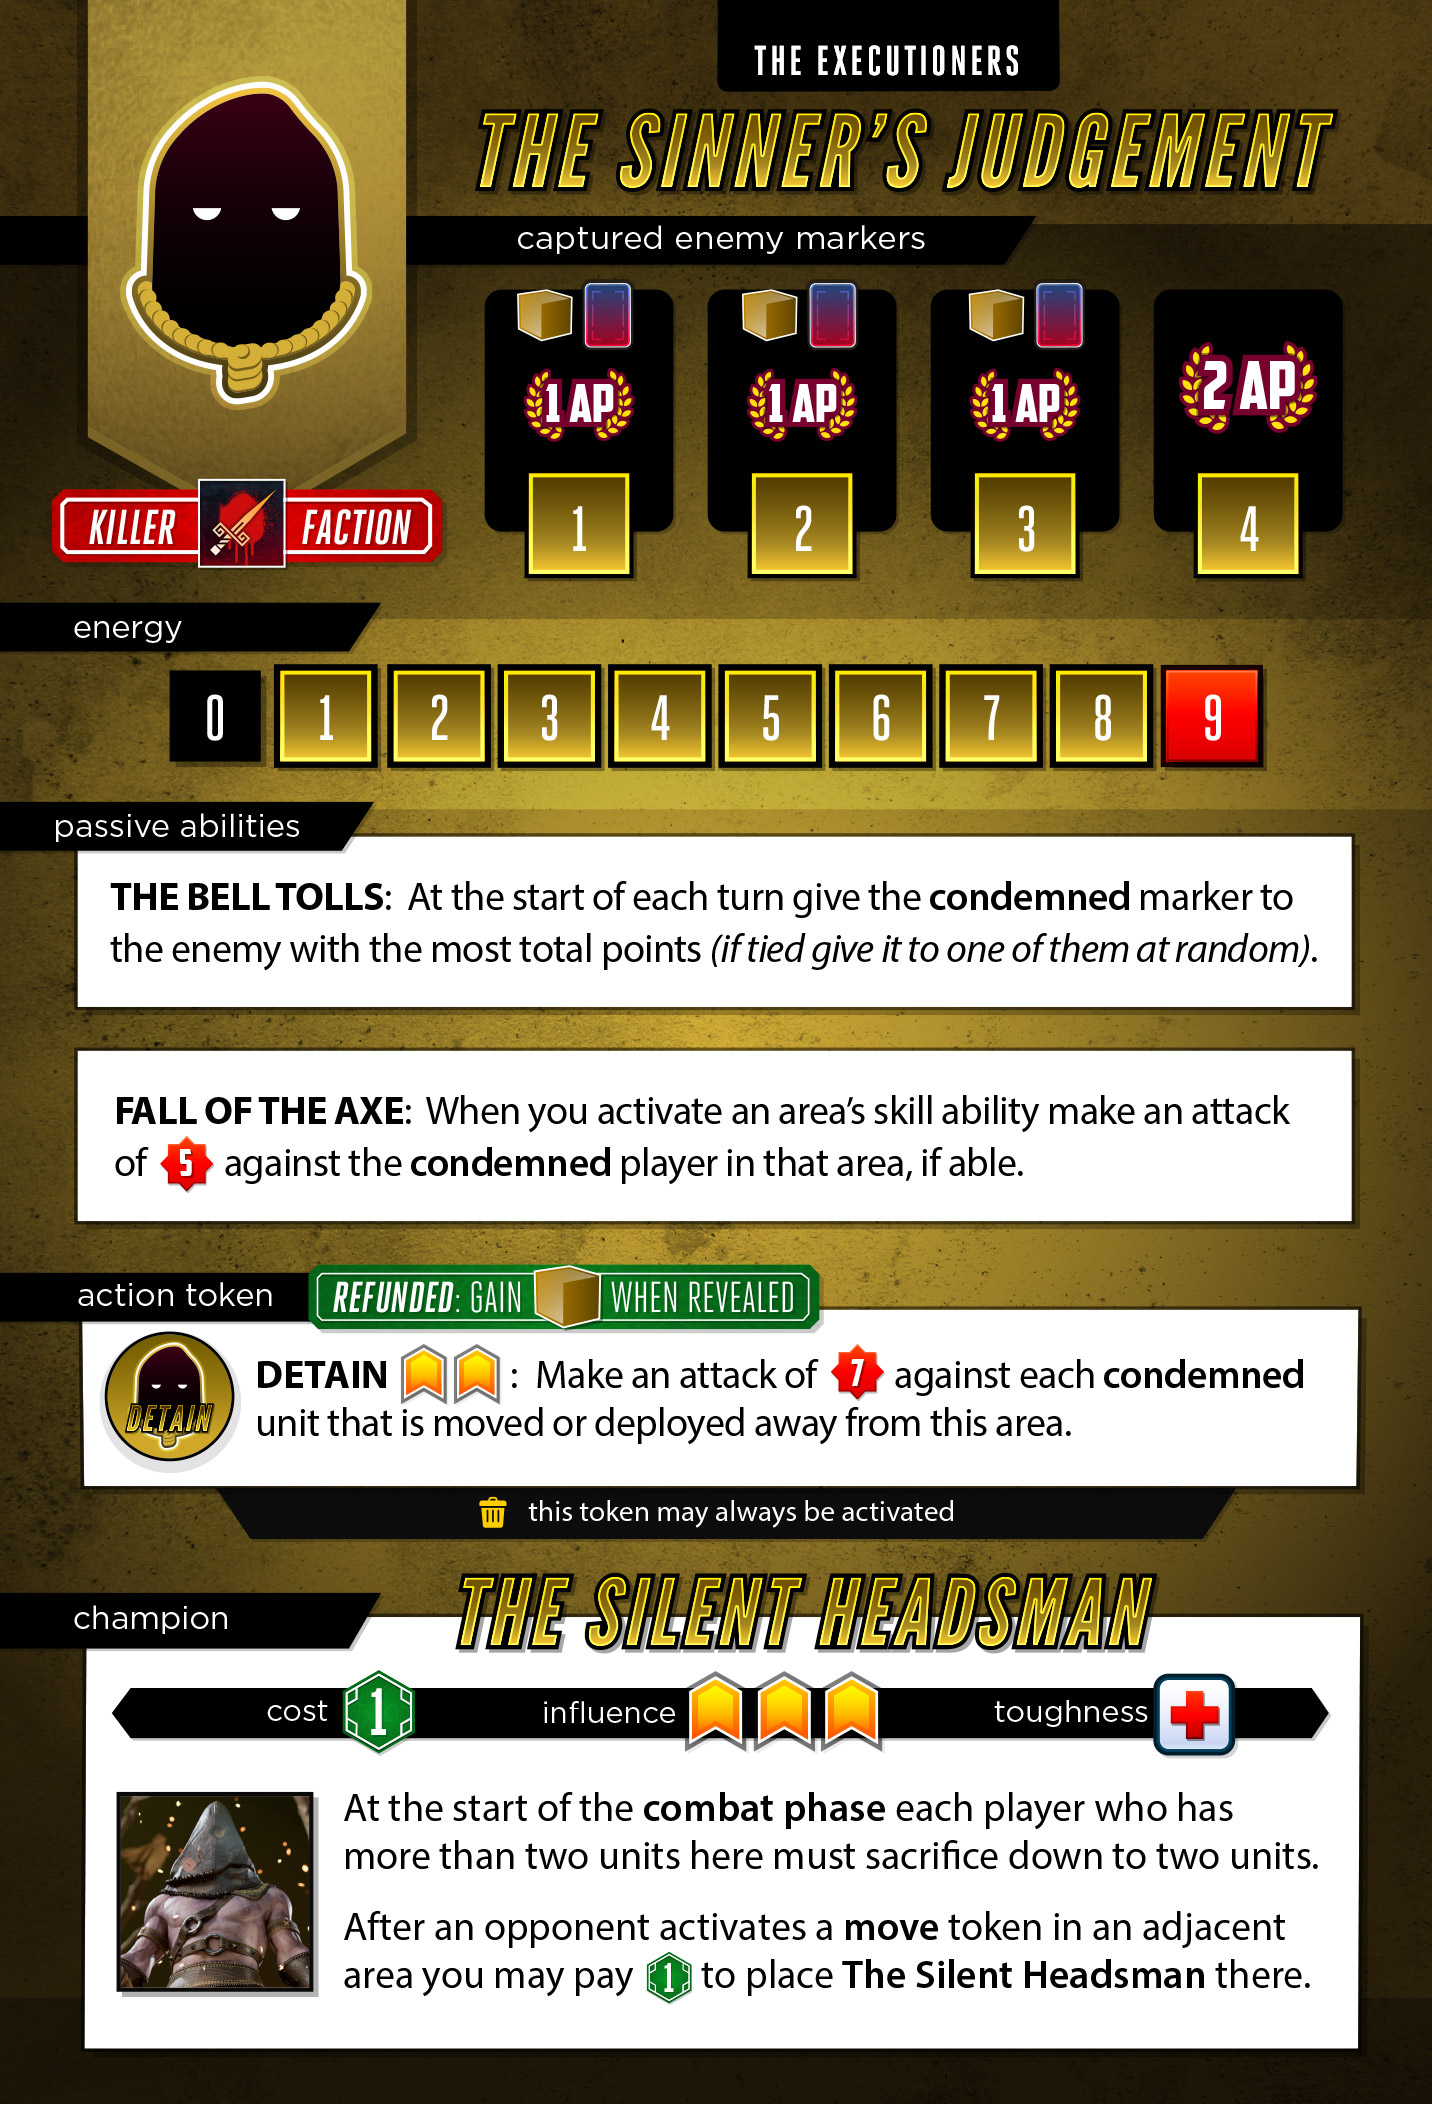 THE EXECUTIONERS
THE SINNER'S JUDGEMENT
captured enemy markers
1 AP
1 AP
1 AP
2 AP
1
2
3
4
KILLER FACTION
energy
0 1 2 3 4 5 6 7 8 9
passive abilities
THE BELL TOLLS: At the start of each turn give the condemned marker to
the enemy with the most total points (if tied give it to one of them at random).
FALL OF THE AXE: When you activate an area's skill ability make an attack
of 5 against the condemned player in that area, if able.
action token
REFUNDED: GAIN WHEN REVEALED
DETAIN
DETAIN : Make an attack of 7 against each condemned
unit that is moved or deployed away from this area.
this token may always be activated
champion
THE SILENT HEADSMAN
cost 1 influence toughness
At the start of the combat phase each player who has
more than two units here must sacrifice down to two units.
After an opponent activates a move token in an adjacent
area you may pay 1 to place The Silent Headsman there.